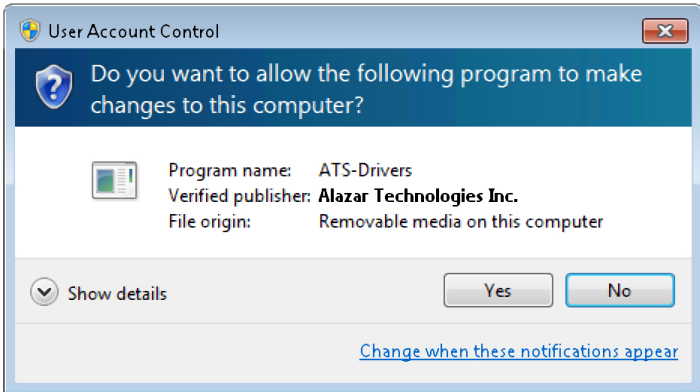 User Account Control
Do you want to allow the following program to make
changes to this computer?
Program name: ATS-Drivers
Verified publisher: Alazar Technologies Inc.
File origin: Removable media on this computer
Show details
Yes
No
Change when these notifications appear